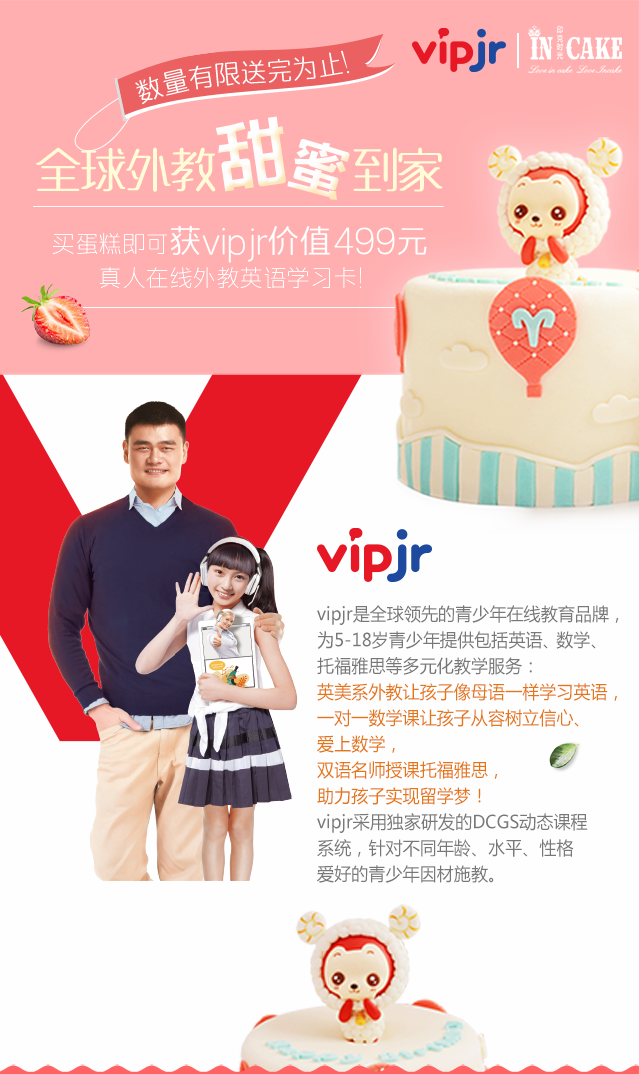 vipjr
IN CAKE
Love in cake Love Incake
数量有限送完为止!
全球外教甜蜜到家
买蛋糕即可获vipjr价值499元
真人在线外教英语学习卡!
vipjr
vipjr是全球领先的青少年在线教育品牌，
为5-18岁青少年提供包括英语、数学、
托福雅思等多元化教学服务：
英美系外教让孩子像母语一样学习英语，
一对一数学课让孩子从容树立信心、
爱上数学，
双语名师授课托福雅思，
助力孩子实现留学梦！
vipjr采用独家研发的DCGS动态课程
系统，针对不同年龄、水平、性格
爱好的青少年因材施教。